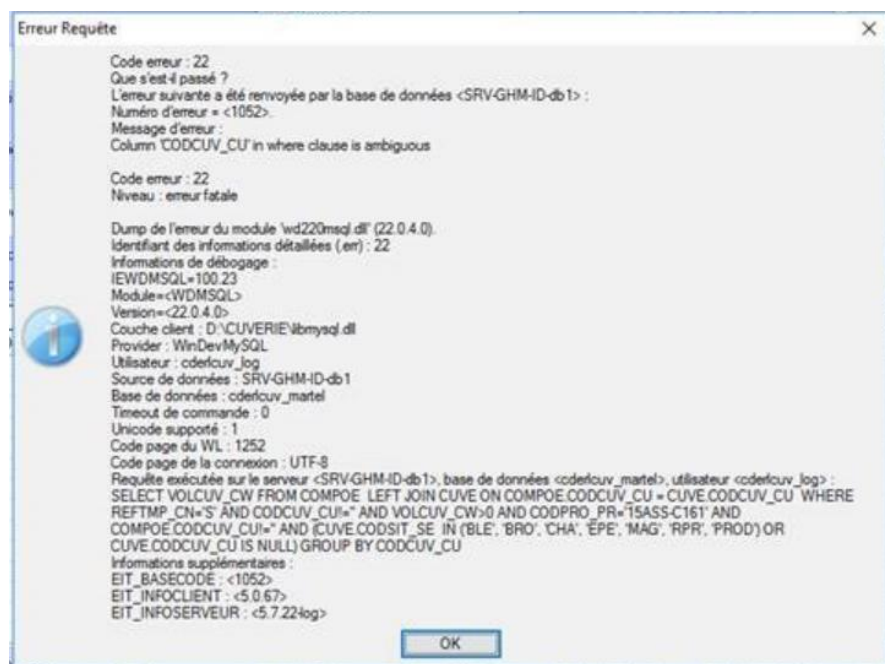 Erreur Requête
Code erreur : 22
Que s'est-il passé ?
L'erreur suivante a été renvoyée par la base de données <SRV-GHM-ID-db1> :
Numéro d'erreur = <1052>.
Message d'erreur :
Column 'CODCUV_CU' in where clause is ambiguous
Code erreur : 22
Niveau : erreur fatale
Dump de l'erreur du module 'wd220msql.dll' (22.0.4.0).
Identifiant des informations détaillées (.err) : 22
Informations de débogage :
IEWDMSQL=100.23
Module=<WDMSQL>
Version=<22.0.4.0>
Couche client : D:\CUVERIE\libmysql.dll
Provider : WinDevMySQL
Utilisateur : cderlcuv_log
Source de données : SRV-GHM-ID-db1
Base de données : cderlcuv_martel
Timeout de commande : 0
Unicode supporté : 1
Code page du WL : 1252
Code page de la connexion : UTF-8
Requête exécutée sur le serveur <SRV-GHM-ID-db1>, base de données <cderlcuv_martel>, utilisateur <cderlcuv_log> :
SELECT VOLCUV_CW FROM COMPOE LEFT JOIN CUVE ON COMPOE.CODCUV_CU = CUVE.CODCUV_CU WHERE
REFTMP_CN='S' AND CODCUV_CU!='' AND VOLCUV_CW>0 AND CODPRO_PR='15ASS-C161' AND
COMPOE.CODCUV_CU!='' AND (CUVE.CODSIT_SE IN ('BLE', 'BRO', 'CHA', 'EPE', 'MAG', 'RPR', 'PROD') OR
CUVE.CODCUV_CU IS NULL) GROUP BY CODCUV_CU
Informations supplémentaires :
EIT_BASECODE : <1052>
EIT_INFOCLIENT : <5.0.67>
EIT_INFOSERVEUR : <5.7.22-log>
OK